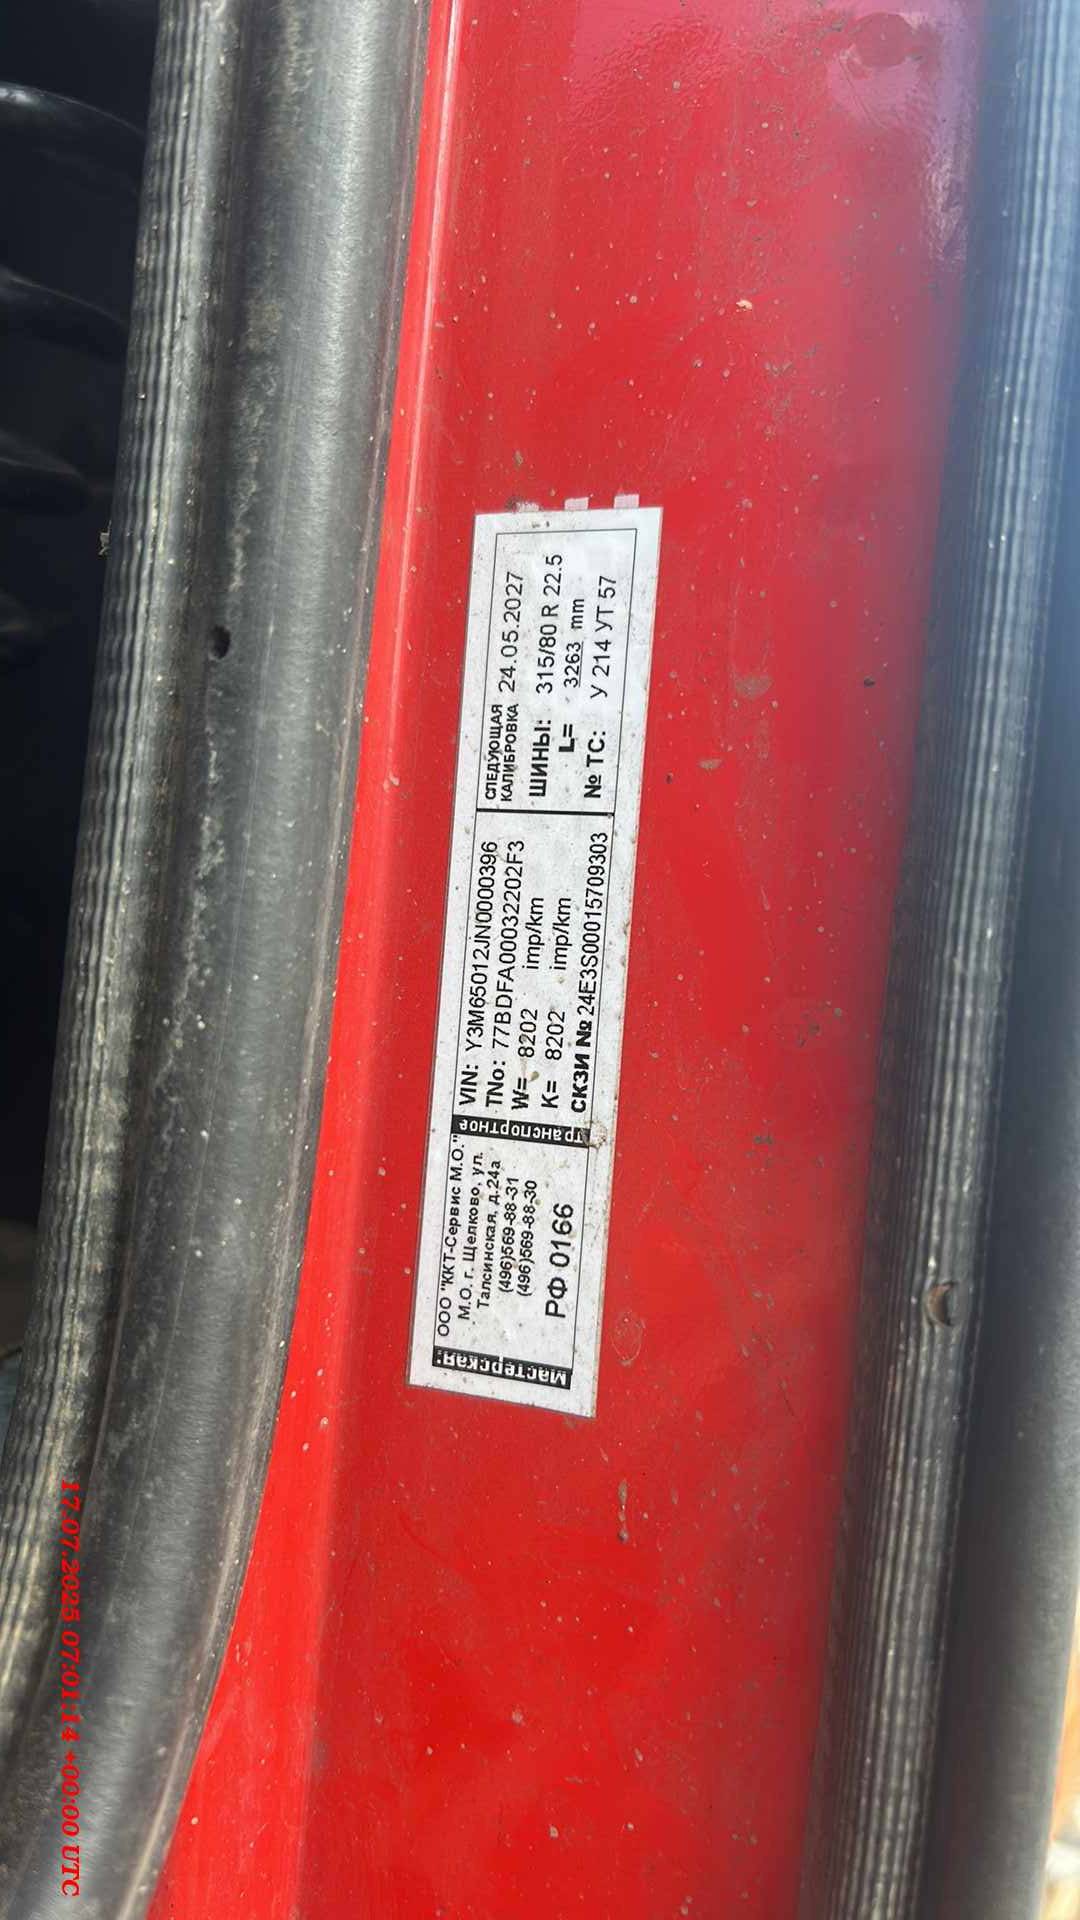 мастерская:
ООО "ККТ-Сервис М.О."
М.О. г. Щелково, ул.
Талсинская, д.24а
(496)569-88-31
(496)569-88-30
РФ 0166
транспортное
VIN: Y3M65012JN0000396
TNo: 77BDFA00032202F3
W= 8202 imp/km
K= 8202 imp/km
СКЗИ № 24E3S00015709303
СЛЕДУЮЩАЯ
КАЛИБРОВКА 24.05.2027
ШИНЫ: 315/80 R 22.5
L= 3263 mm
№ ТС: У 214 УТ 57
17.07.2025 07:01:14 +00:00 UTC